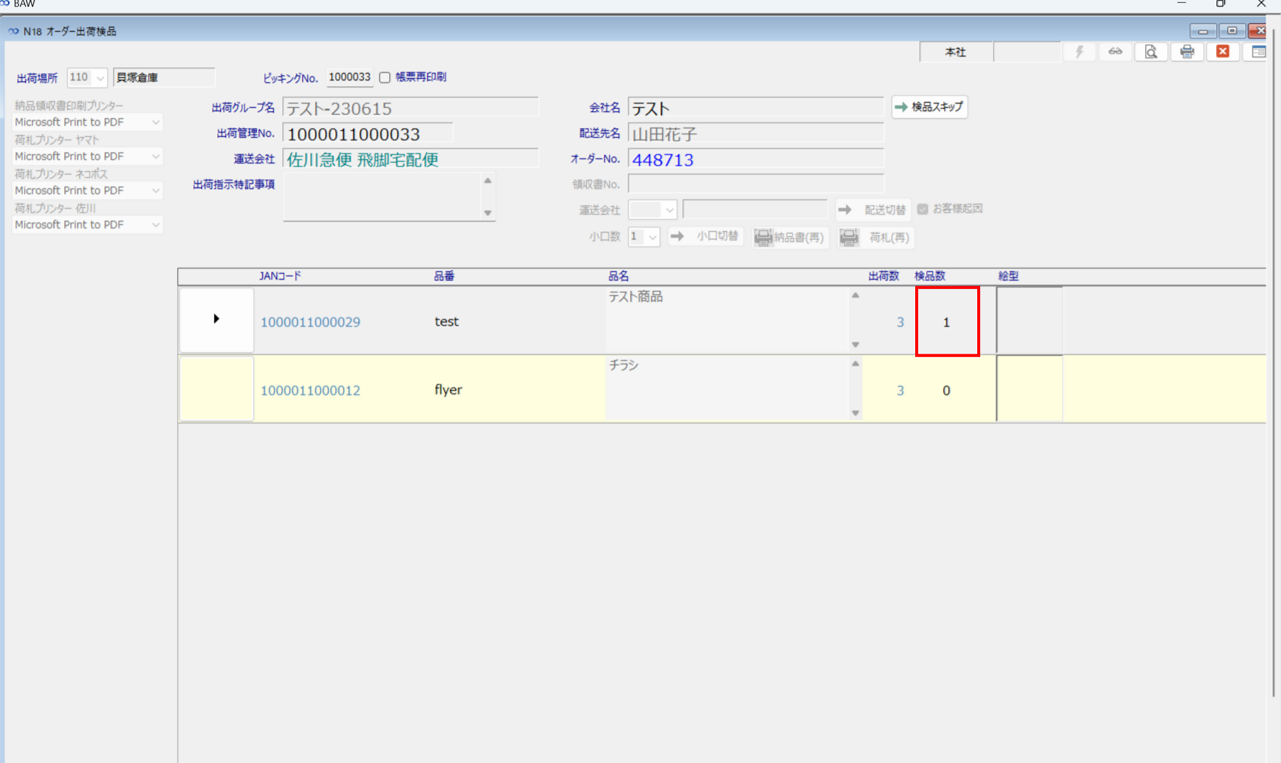 BAW
N18 オーダー出荷検品
本社
出荷場所 110 貝塚倉庫 ピッキングNo. 1000033 帳票再印刷
納品領収書印刷プリンター
Microsoft Print to PDF
荷札プリンター ヤマト
Microsoft Print to PDF
荷札プリンター ネコポス
Microsoft Print to PDF
荷札プリンター 佐川
Microsoft Print to PDF
出荷グループ名 テスト-230615
出荷管理No. 1000011000033
運送会社 佐川急便 飛脚宅配便
出荷指示特記事項
会社名 テスト 検品スキップ
配送先名 山田花子
オーダーNo. 448713
領収書No.
運送会社 配送切替 お客様起因
小口数 1 小口切替 納品書(再) 荷札(再)
JANコード 品番 品名 出荷数 検品数 絵型
1000011000029 test テスト商品 3 1
1000011000012 flyer チラシ 3 0